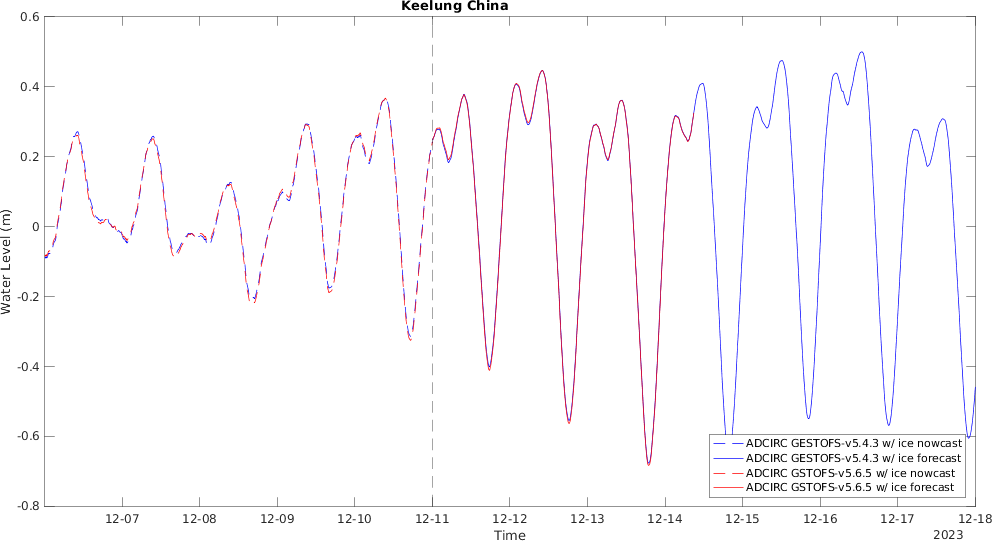 Keelung China
0.6
0.4
0.2
0
-0.2
-0.4
-0.6
-0.8
Water Level (m)
ADCIRC GESTOFS-v5.4.3 w/ ice nowcast
ADCIRC GESTOFS-v5.4.3 w/ ice forecast
ADCIRC GSTOFS-v5.6.5 w/ ice nowcast
ADCIRC GSTOFS-v5.6.5 w/ ice forecast
12-07 12-08 12-09 12-10 12-11 12-12 12-13 12-14 12-15 12-16 12-17 12-18
Time
2023